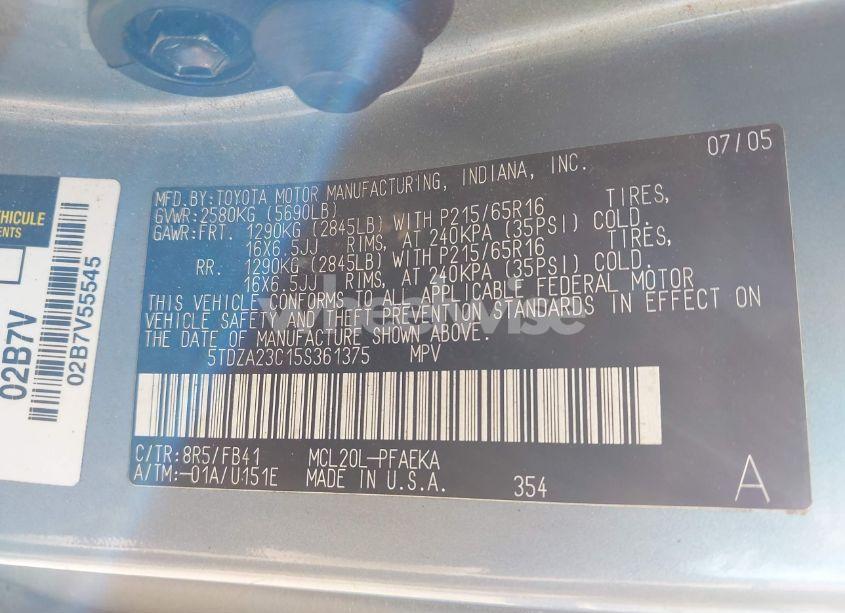 07/05
MFD.BY:TOYOTA MOTOR MANUFACTURING, INDIANA, INC.
GVWR:2580KG (5690LB)
GAWR:FRT. 1290KG (2845LB) WITH P215/65R16 TIRES,
16X6.5JJ RIMS, AT 240KPA (35PSI) COLD.
RR. 1290KG (2845LB) WITH P215/65R16 TIRES,
16X6.5JJ RIMS, AT 240KPA (35PSI) COLD.
THIS VEHICLE CONFORMS TO ALL APPLICABLE FEDERAL MOTOR
VEHICLE SAFETY AND THEFT PREVENTION STANDARDS IN EFFECT ON
THE DATE OF MANUFACTURE SHOWN ABOVE.
5TDZA23C15S361375 MPV
C/TR:8R5/FB41 MCL20L-PFAEKA
A/TM:-01A/U151E MADE IN U.S.A. 354 A
VEHICULE
ENTS
02B7V
02B7V55545
wheelwise